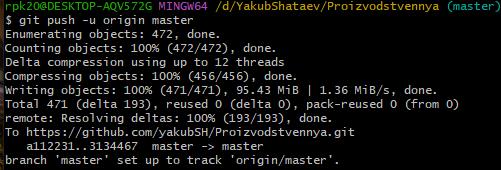 rpk20@DESKTOP-AQV572G MINGW64 /d/YakubShataev/Proizvodstvennya (master)
$ git push -u origin master
Enumerating objects: 472, done.
Counting objects: 100% (472/472), done.
Delta compression using up to 12 threads
Compressing objects: 100% (456/456), done.
Writing objects: 100% (471/471), 95.43 MiB | 1.36 MiB/s, done.
Total 471 (delta 193), reused 0 (delta 0), pack-reused 0 (from 0)
remote: Resolving deltas: 100% (193/193), done.
To https://github.com/yakubSH/Proizvodstvennya.git
   a112231..3134467  master -> master
branch 'master' set up to track 'origin/master'.